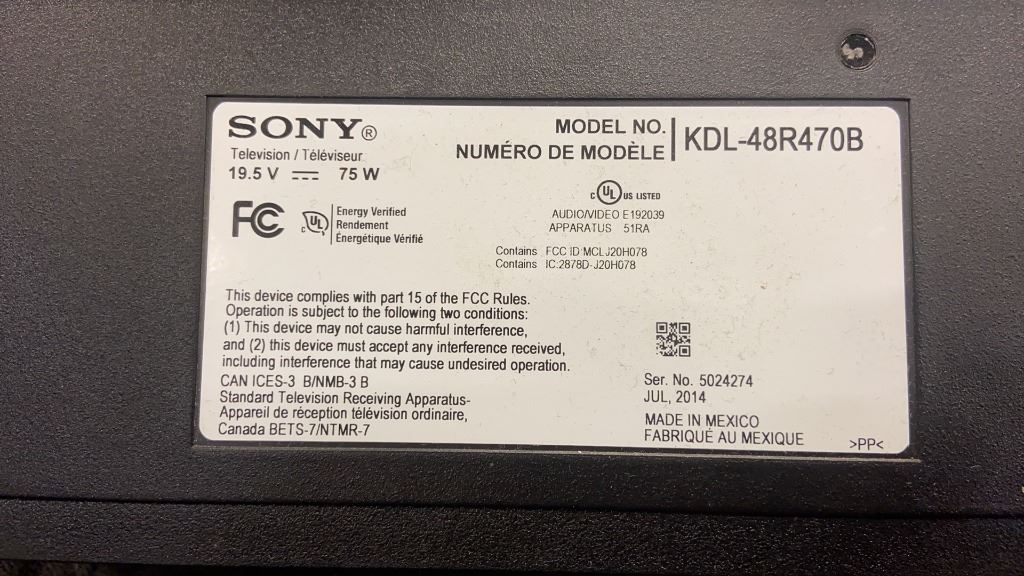 SONY®
Television / Téléviseur
19.5 V ⎓ 75 W
MODEL NO.
NUMÉRO DE MODÈLE
KDL-48R470B
FC
c UL us LISTED
AUDIO/VIDEO E192039
APPARATUS 51RA
c UL
Energy Verified
Rendement
Énergétique Vérifié
Contains FCC ID:MCLJ20H078
Contains IC:2878D-J20H078
This device complies with part 15 of the FCC Rules.
Operation is subject to the following two conditions:
(1) This device may not cause harmful interference,
and (2) this device must accept any interference received,
including interference that may cause undesired operation.
CAN ICES-3 B/NMB-3 B
Standard Television Receiving Apparatus-
Appareil de réception télévision ordinaire,
Canada BETS-7/NTMR-7
Ser. No. 5024274
JUL, 2014
MADE IN MEXICO
FABRIQUÉ AU MEXIQUE
>PP<